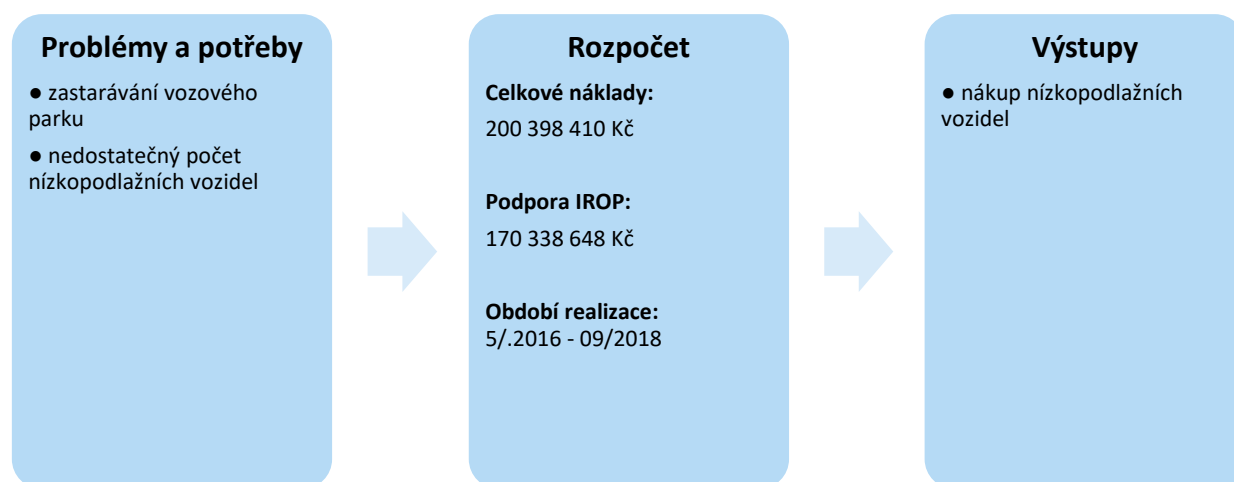 Problémy a potřeby
● zastarávání vozového
parku
● nedostatečný počet
nízkopodlažních vozidel
Rozpočet
Celkové náklady:
200 398 410 Kč
Podpora IROP:
170 338 648 Kč
Období realizace:
5/.2016 - 09/2018
Výstupy
● nákup nízkopodlažních
vozidel